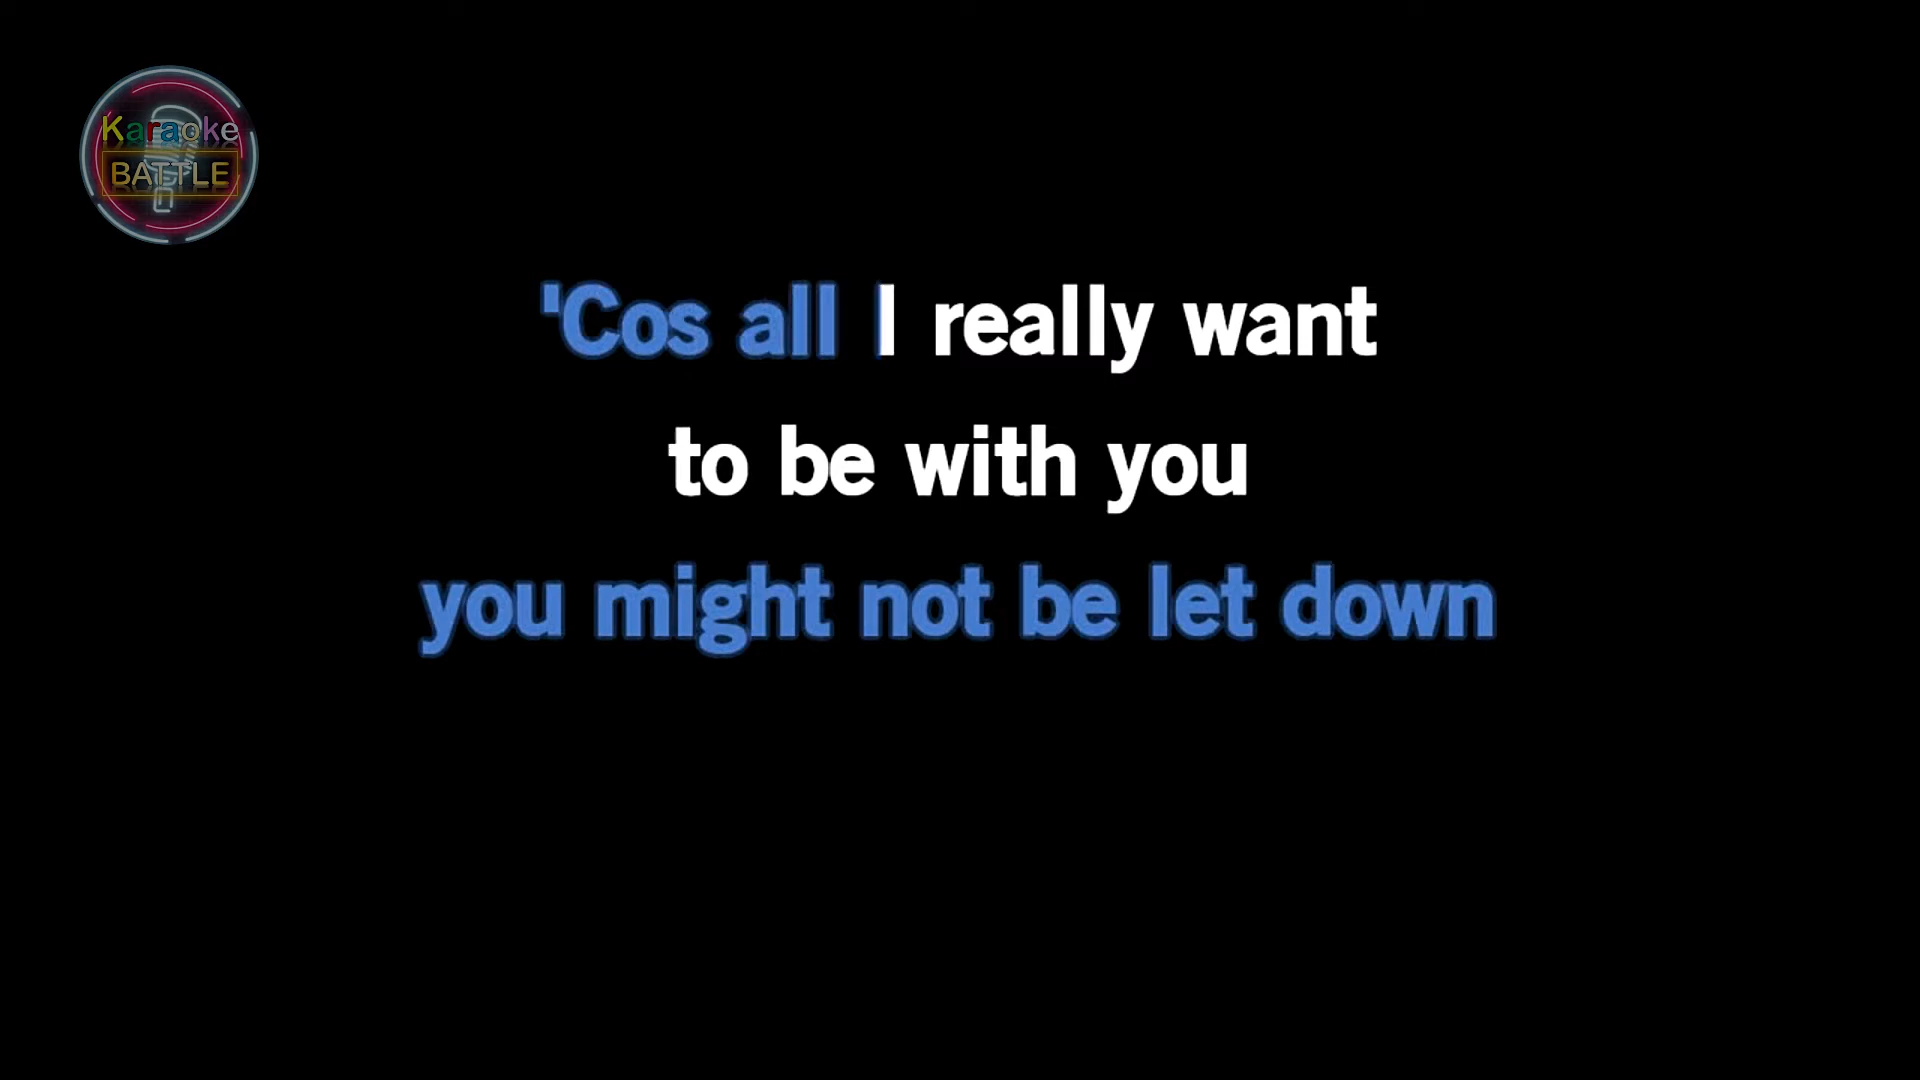 Karaoke
BATTLE
'Cos all I really want
to be with you
you might not be let down